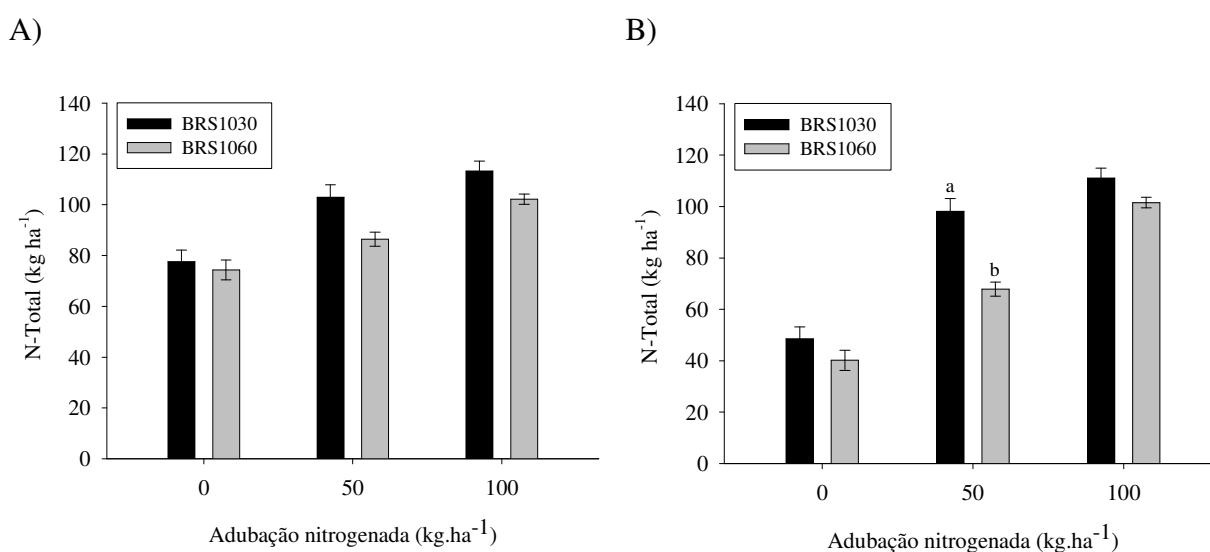 A)
140
120
100
80
60
40
20
0
N-Total (kg ha-1)
BRS1030
BRS1060
0 50 100
Adubação nitrogenada (kg.ha-1)
B)
140
120
100
80
60
40
20
0
N-Total (kg ha-1)
BRS1030
BRS1060
a
b
0 50 100
Adubação nitrogenada (kg.ha-1)